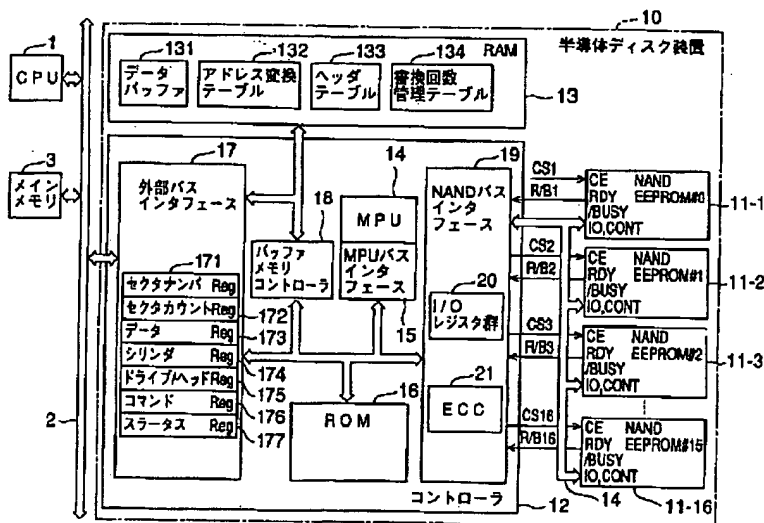 10
半導体ディスク装置
1
CPU
3
メイン
メモリ
2
RAM
131
データ
バッファ
132
アドレス変換
テーブル
133
ヘッダ
テーブル
134
書換回数
管理テーブル
13
17
外部バス
インタフェース
171
セクタナンバ Reg
セクタカウントReg
172
データ Reg
173
シリンダ Reg
174
ドライブ/ヘッドReg
175
コマンド Reg
176
スータス Reg
177
18
バッファ
メモリ
コントローラ
14
MPU
MPUバス
インタ
フェース
15
16
ROM
19
NANDバス
インタ
フェース
20
I/O
レジスタ群
21
ECC
コントローラ
12
CS1
R/B1
CS2
R/B2
CS3
R/B3
CS16
R/B16
CE NAND
RDY EEPROM#0
/BUSY
IO,CONT
11-1
CE NAND
RDY EEPROM#1
/BUSY
IO,CONT
11-2
CE NAND
RDY EEPROM#2
/BUSY
IO,CONT
11-3
CE NAND
RDY EEPROM#15
/BUSY
IO,CONT
14
11-16